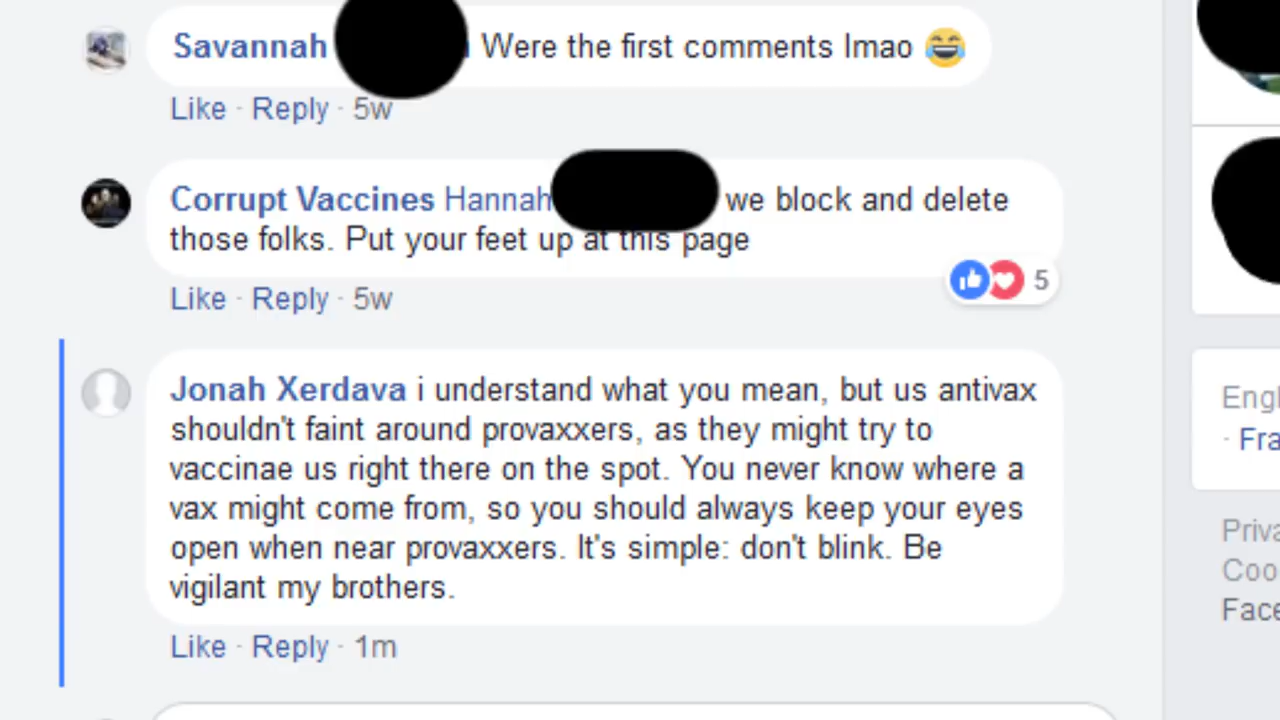 Savannah Were the first comments lmao 😂
Like · Reply · 5w
Corrupt Vaccines Hannah we block and delete
those folks. Put your feet up at this page
5
Like · Reply · 5w
Jonah Xerdava i understand what you mean, but us antivax
shouldn't faint around provaxxers, as they might try to
vaccinae us right there on the spot. You never know where a
vax might come from, so you should always keep your eyes
open when near provaxxers. It's simple: don't blink. Be
vigilant my brothers.
Like · Reply · 1m
Engl
· Fra
Priva
Coo
Face